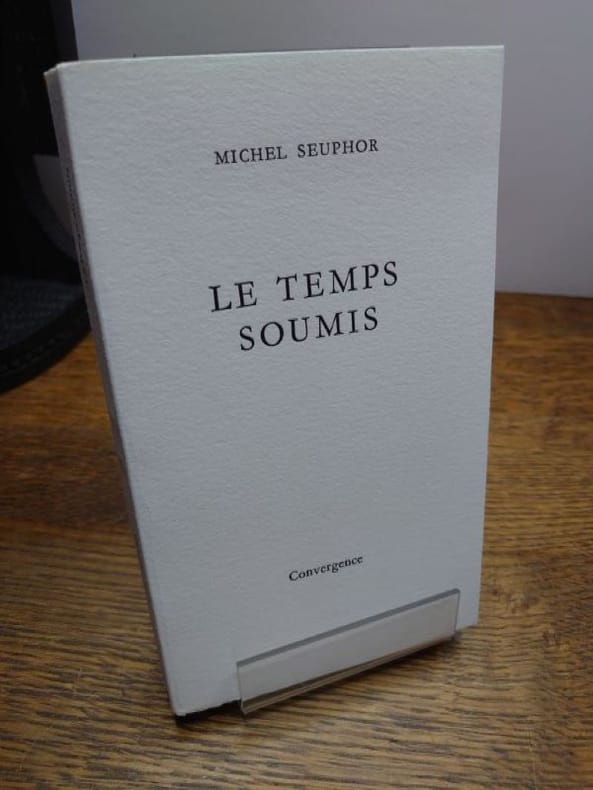 MICHEL SEUPHOR
LE TEMPS
SOUMIS
Convergence